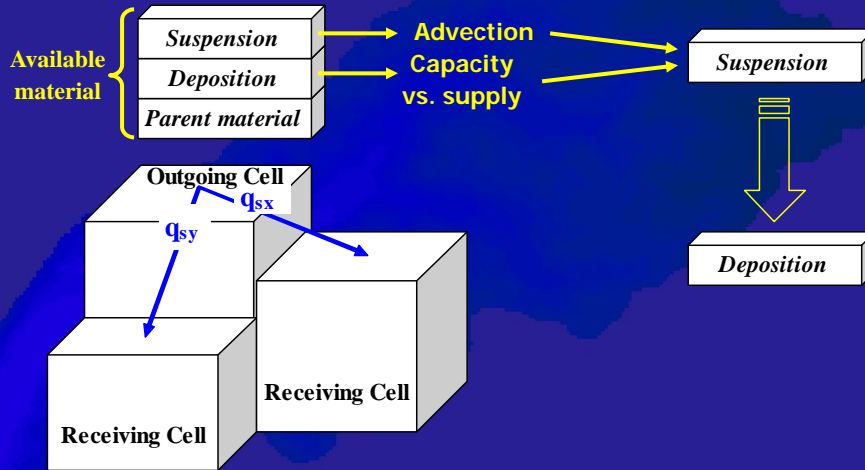 Available
material
Suspension
Deposition
Parent material
Advection
Capacity
vs. supply
Suspension
Deposition
Outgoing Cell
qsx
qsy
Receiving Cell
Receiving Cell